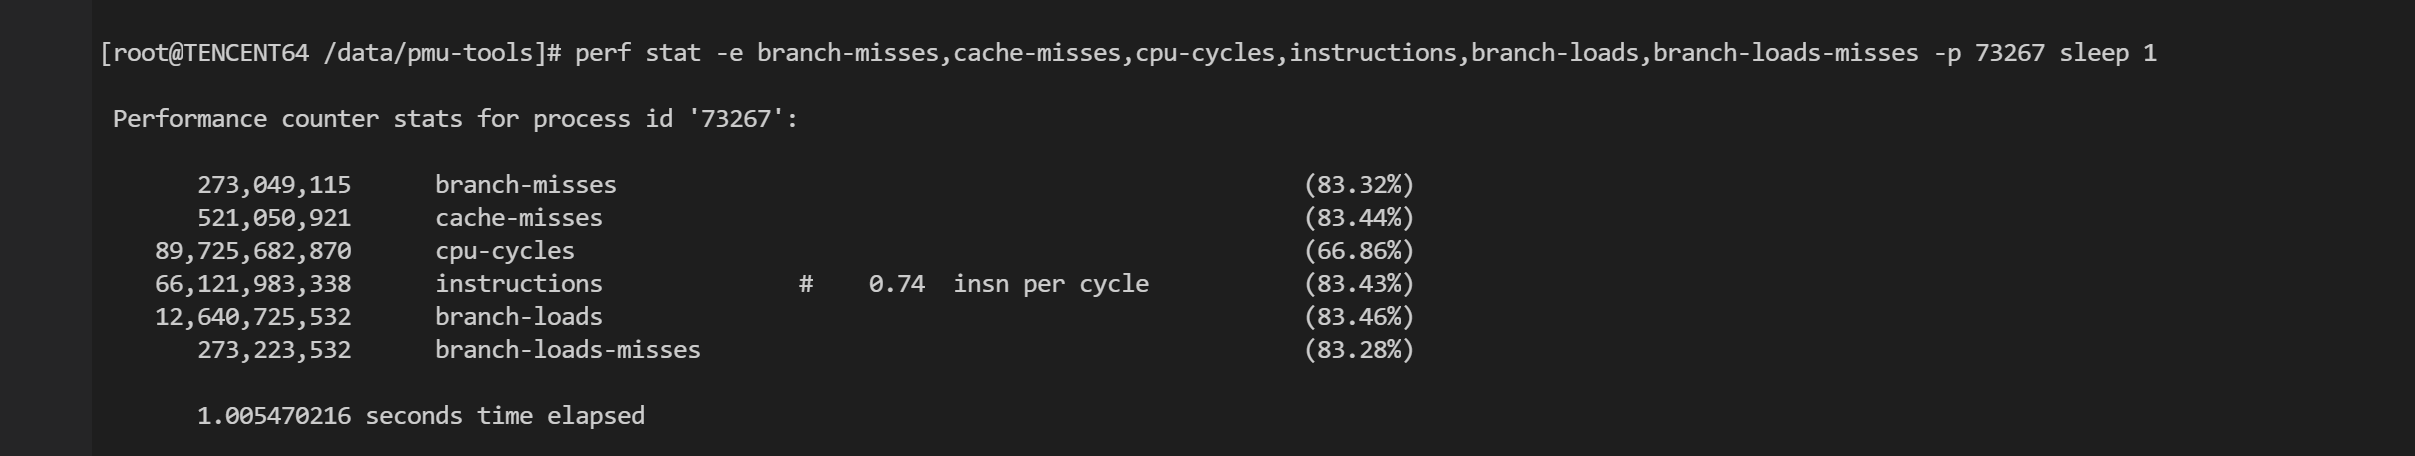 [root@TENCENT64 /data/pmu-tools]# perf stat -e branch-misses,cache-misses,cpu-cycles,instructions,branch-loads,branch-loads-misses -p 73267 sleep 1
Performance counter stats for process id '73267':
273,049,115 branch-misses (83.32%)
521,050,921 cache-misses (83.44%)
89,725,682,870 cpu-cycles (66.86%)
66,121,983,338 instructions # 0.74 insn per cycle (83.43%)
12,640,725,532 branch-loads (83.46%)
273,223,532 branch-loads-misses (83.28%)
1.005470216 seconds time elapsed